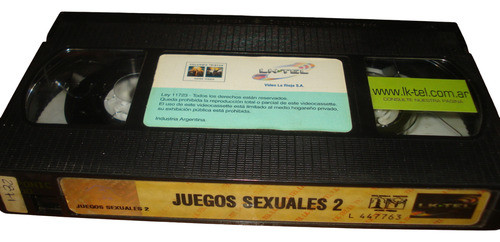 LK-TEL
Video La Rioja S.A.
Ley 11723 - Todos los derechos están reservados.
Queda prohibida la reproducción total o parcial de este videocassette.
El uso de este videocassette está limitado al medio hogareño privado,
su exhibición pública está prohibida.
Industria Argentina.
www.lk-tel.com.ar
CONSULTE NUESTRA PAGINA
JUEGOS SEXUALES 2
JUEGOS SEXUALES 2
LK-TEL
L 447763